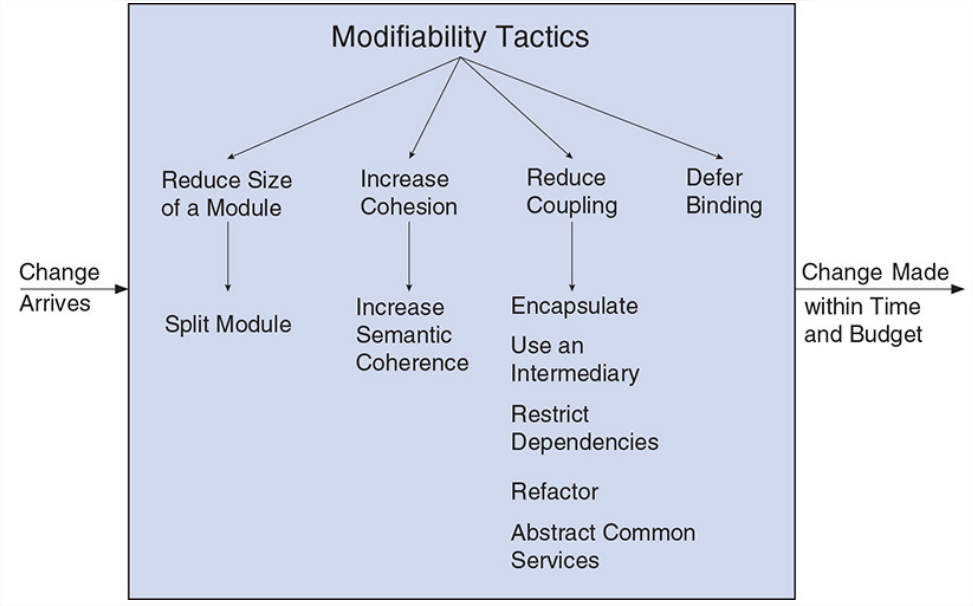 Modifiability Tactics
Reduce Size
of a Module
Increase
Cohesion
Reduce
Coupling
Defer
Binding
Change
Arrives
Split Module
Increase
Semantic
Coherence
Encapsulate
Use an
Intermediary
Restrict
Dependencies
Refactor
Abstract Common
Services
Change Made
within Time
and Budget